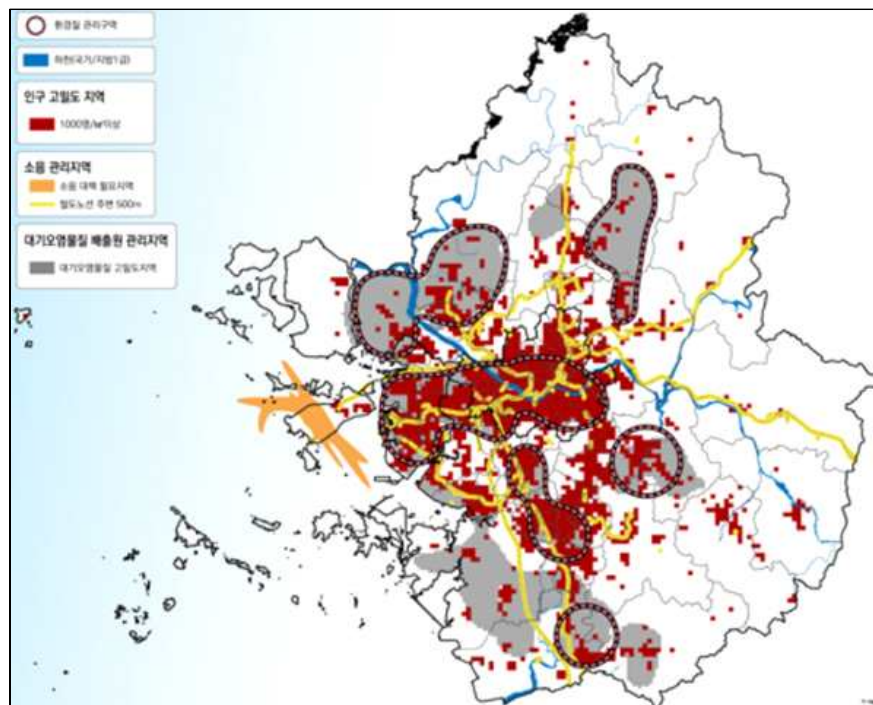 환경질 관리구역
하천(국가/지방1급)
인구 고밀도 지역
1000명/㎢이상
소음 관리지역
소음 대책 필요지역
철도노선 주변 500m
대기오염물질 배출원 관리지역
대기오염물질 고밀도지역